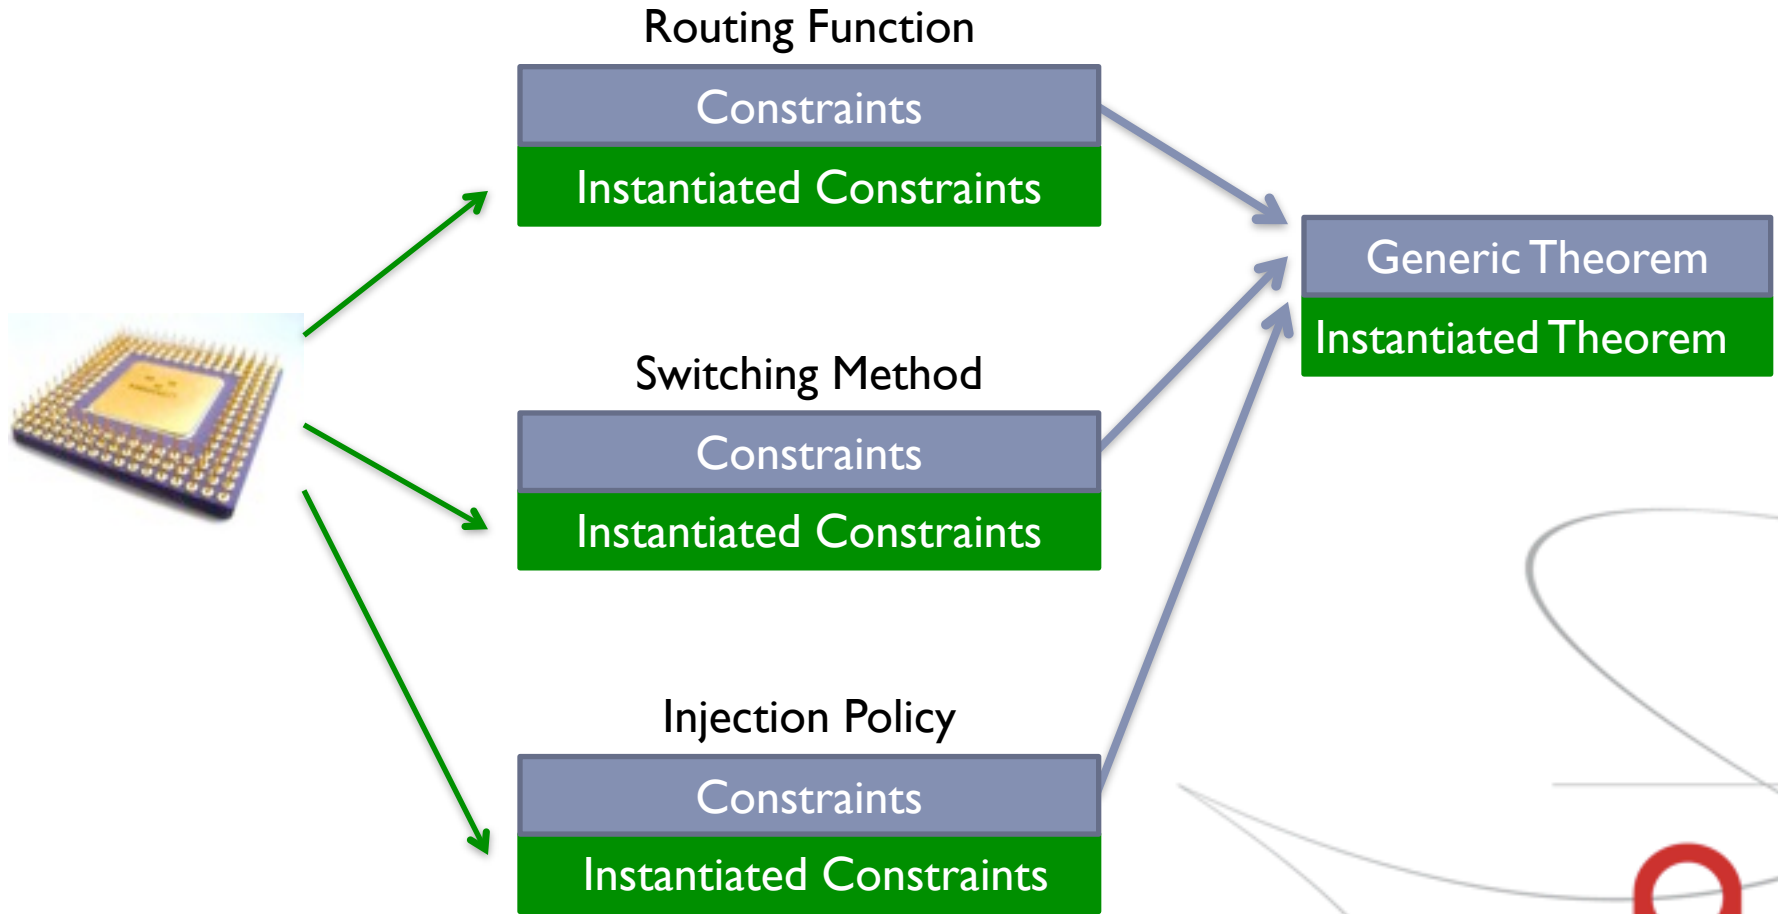 Routing Function
Constraints
Instantiated Constraints
Generic Theorem
Instantiated Theorem
Switching Method
Constraints
Instantiated Constraints
Injection Policy
Constraints
Instantiated Constraints